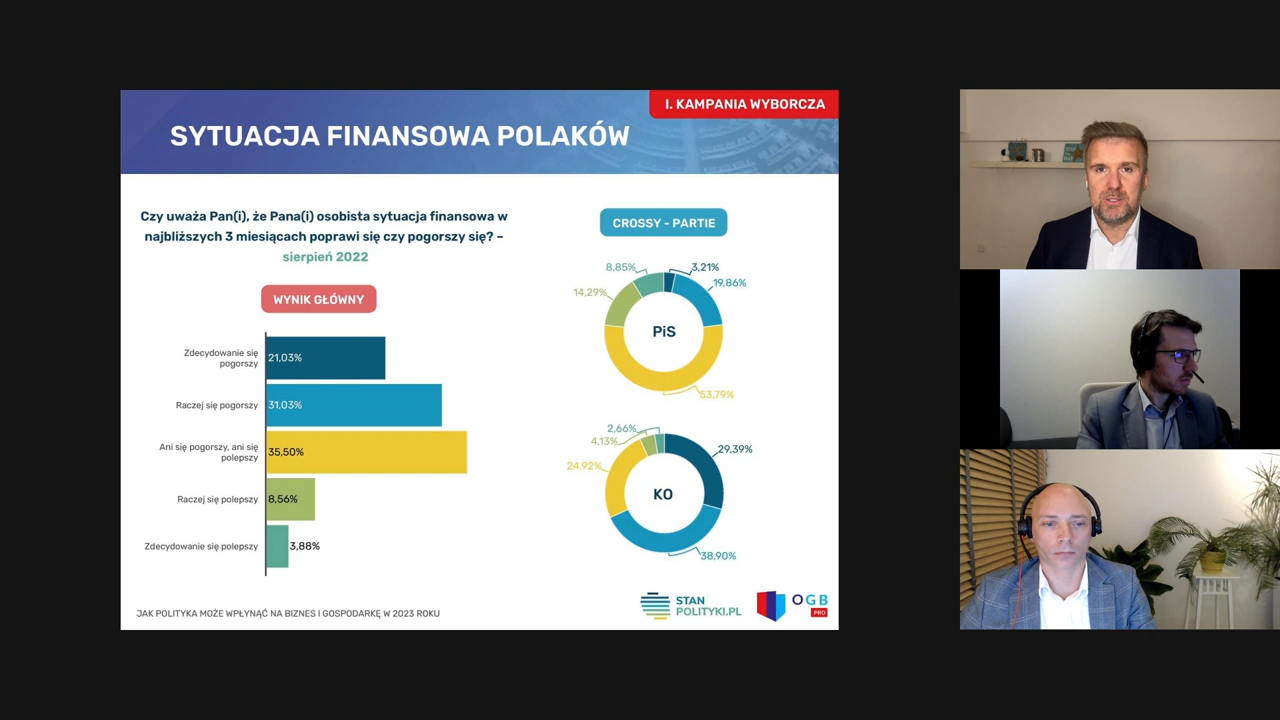 I. KAMPANIA WYBORCZA
SYTUACJA FINANSOWA POLAKÓW
Czy uważa Pan(i), że Pana(i) osobista sytuacja finansowa w
najbliższych 3 miesiącach poprawi się czy pogorszy się? –
sierpień 2022
WYNIK GŁÓWNY
Zdecydowanie się
pogorszy
21,03%
Raczej się pogorszy
31,03%
Ani się pogorszy, ani się
polepszy
35,50%
Raczej się polepszy
8,56%
Zdecydowanie się polepszy
3,88%
CROSSY - PARTIE
8,85%
3,21%
19,86%
14,29%
PiS
53,79%
2,66%
4,13%
29,39%
24,92%
KO
38,90%
JAK POLITYKA MOŻE WPŁYNĄĆ NA BIZNES I GOSPODARKĘ W 2023 ROKU
STAN
POLITYKI.PL
OGB
PRO